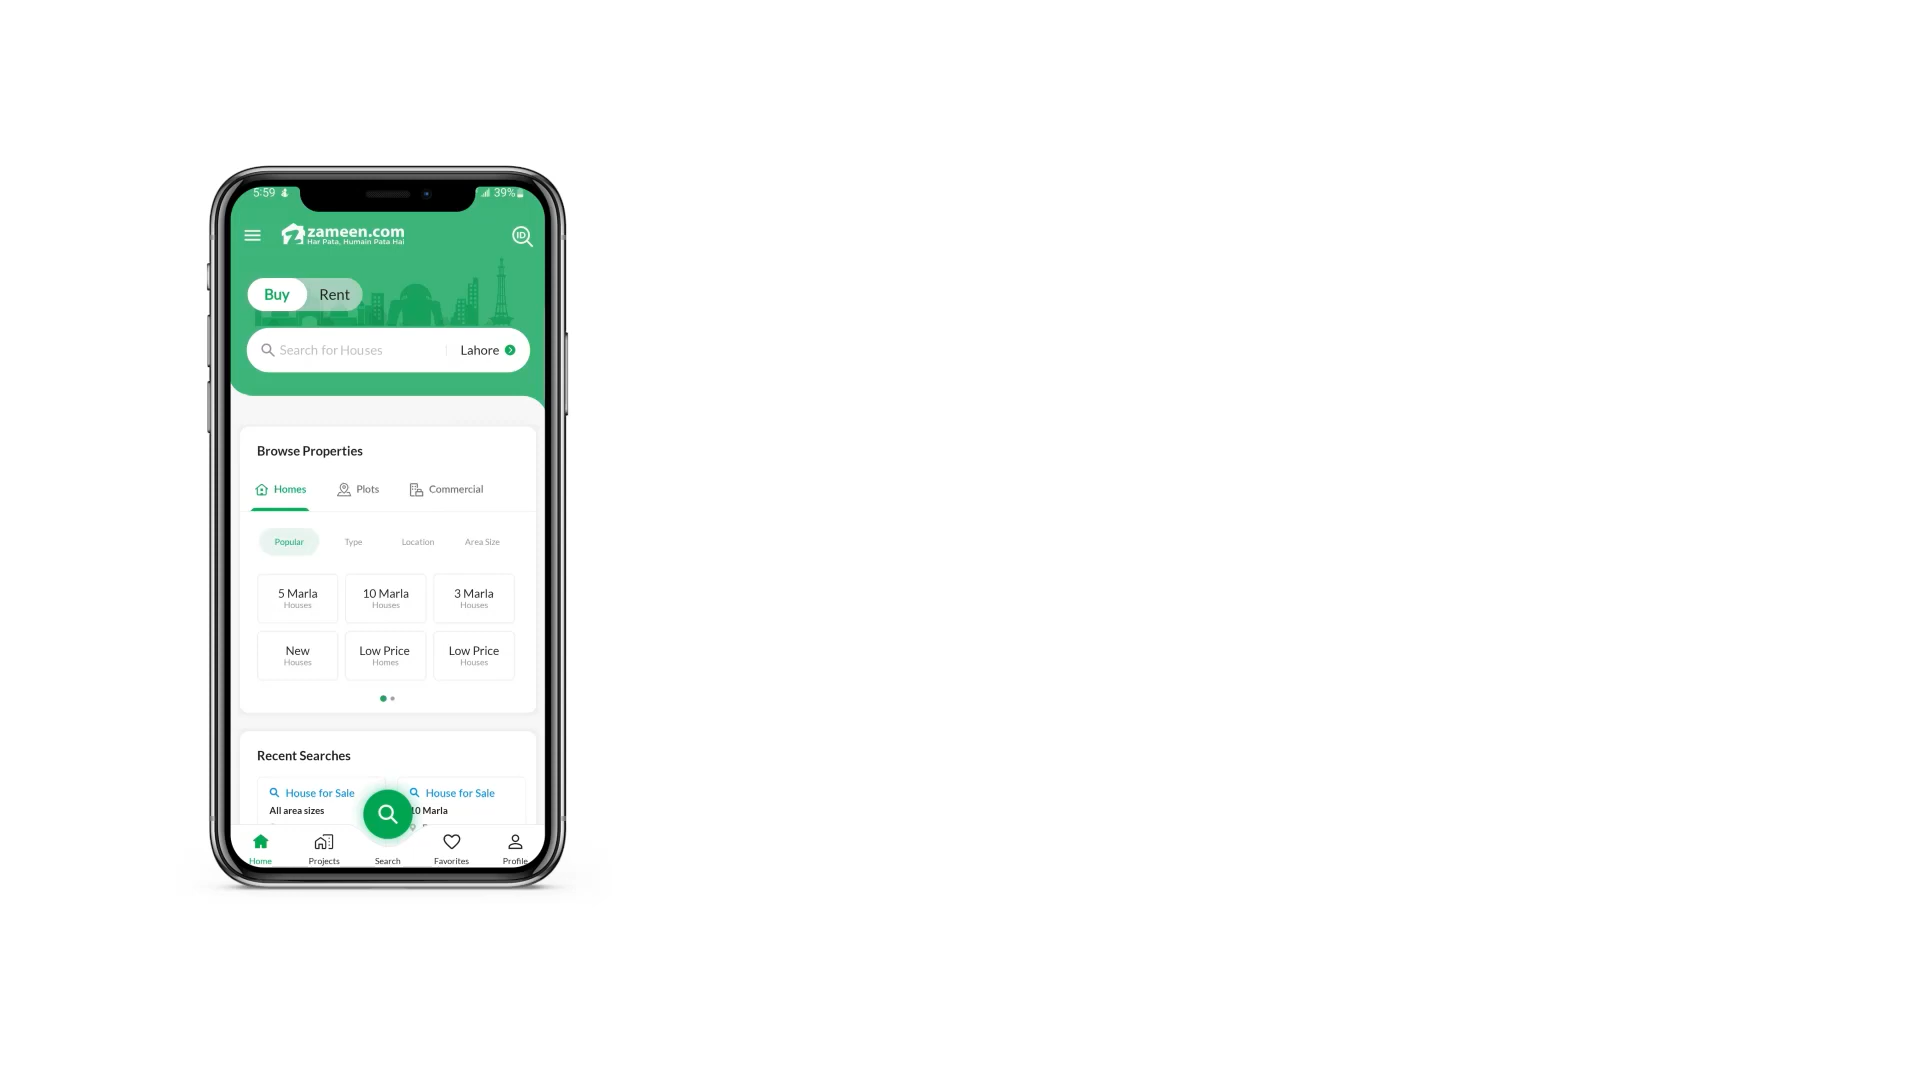 5:59
39%
zameen.com
Har Pata, Humain Pata Hai
ID
Buy Rent
Search for Houses Lahore
Browse Properties
Homes Plots Commercial
Popular Type Location Area Size
5 Marla 10 Marla 3 Marla
Houses Houses Houses
New Low Price Low Price
Houses Homes Houses
Recent Searches
House for Sale House for Sale
All area sizes 10 Marla
Home Projects Search Favorites Profile